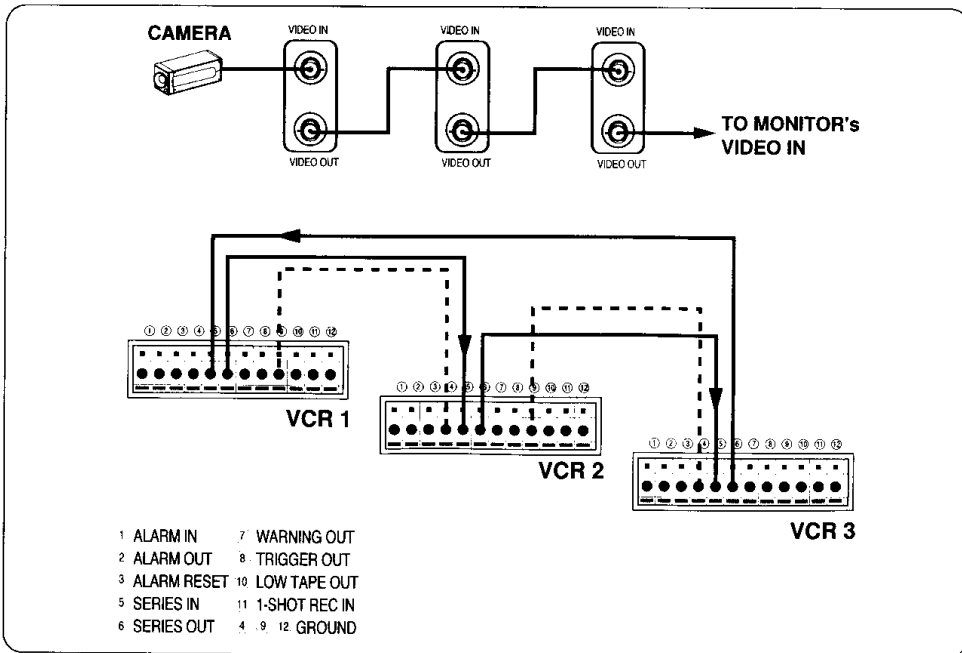 CAMERA
VIDEO IN VIDEO IN VIDEO IN
VIDEO OUT VIDEO OUT VIDEO OUT
TO MONITOR's
VIDEO IN
① ② ③ ④ ⑤ ⑥ ⑦ ⑧ ⑨ ⑩ ⑪ ⑫
VCR 1
① ② ③ ④ ⑤ ⑥ ⑦ ⑧ ⑨ ⑩ ⑪ ⑫
VCR 2
① ② ③ ④ ⑤ ⑥ ⑦ ⑧ ⑨ ⑩ ⑪ ⑫
VCR 3
1 ALARM IN 7 WARNING OUT
2 ALARM OUT 8 TRIGGER OUT
3 ALARM RESET 10 LOW TAPE OUT
5 SERIES IN 11 1-SHOT REC IN
6 SERIES OUT 4 9 12 GROUND